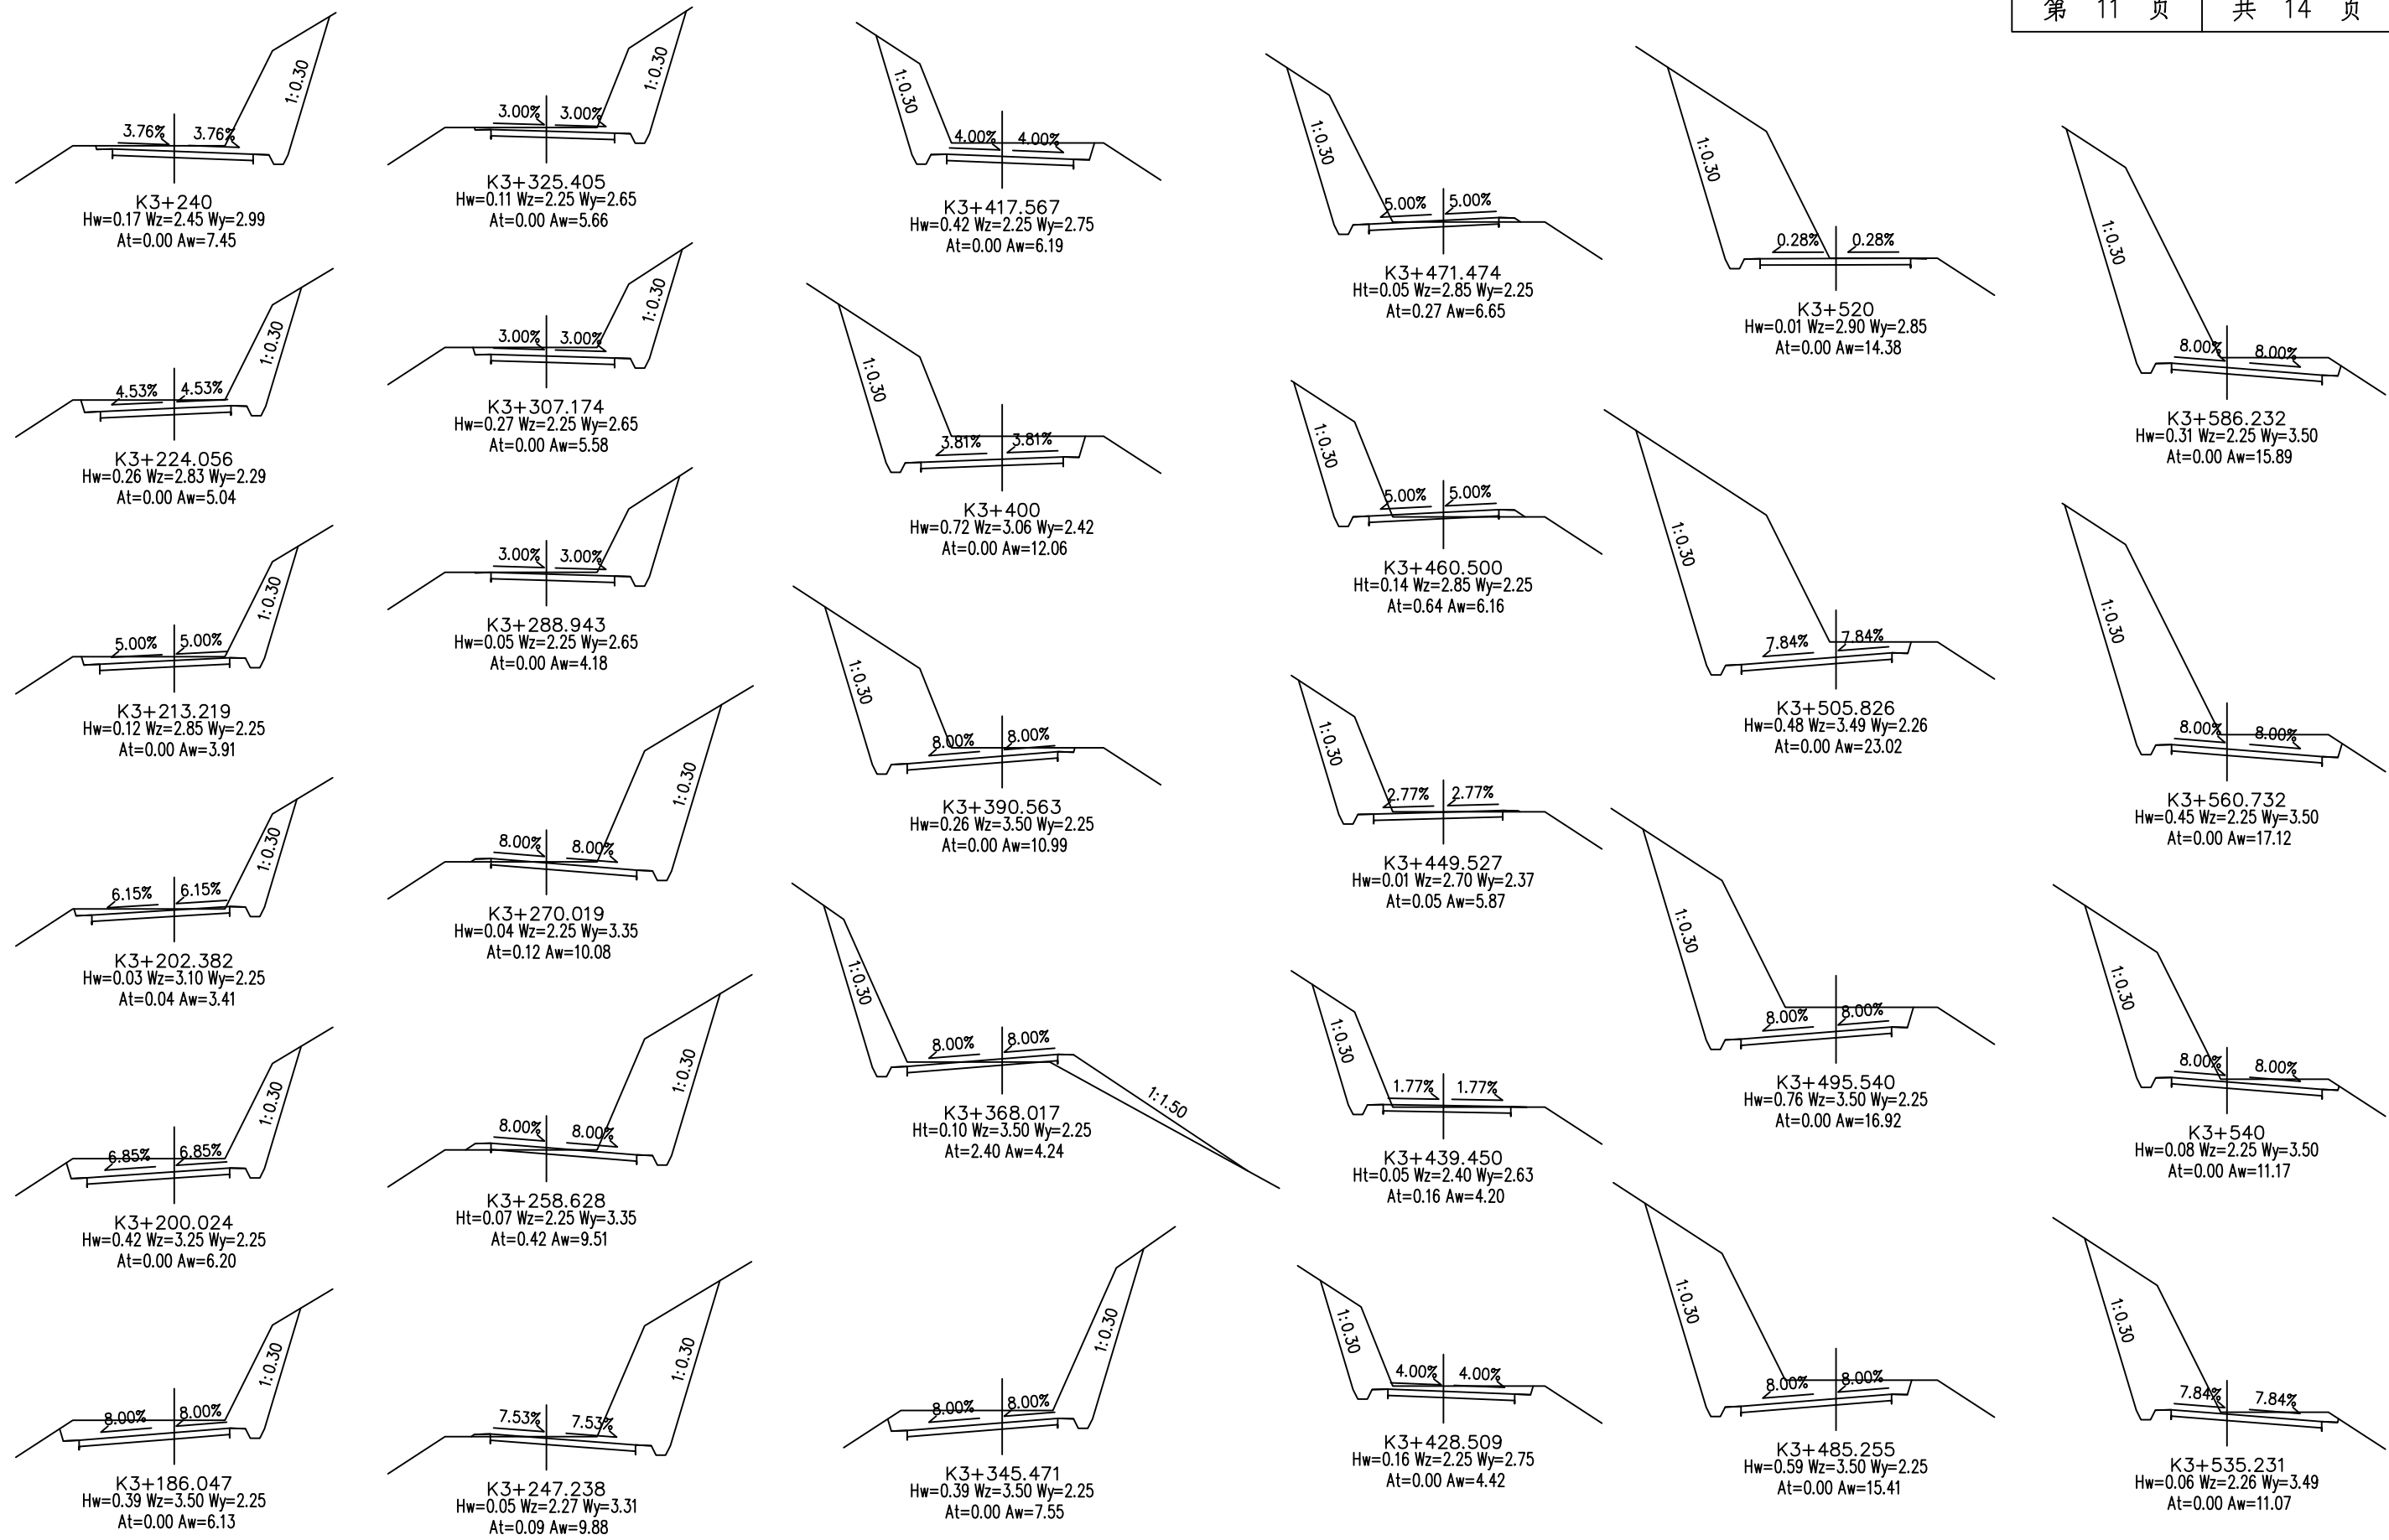 第 11 页 共 14 页
1:0.30
3.76% 3.76%
K3+240
Hw=0.17 Wz=2.45 Wy=2.99
At=0.00 Aw=7.45
1:0.30
4.53% 4.53%
K3+224.056
Hw=0.26 Wz=2.83 Wy=2.29
At=0.00 Aw=5.04
1:0.30
5.00% 5.00%
K3+213.219
Hw=0.12 Wz=2.85 Wy=2.25
At=0.00 Aw=3.91
1:0.30
6.15% 6.15%
K3+202.382
Hw=0.03 Wz=3.10 Wy=2.25
At=0.04 Aw=3.41
1:0.30
6.85% 6.85%
K3+200.024
Hw=0.42 Wz=3.25 Wy=2.25
At=0.00 Aw=6.20
1:0.30
8.00% 8.00%
K3+186.047
Hw=0.39 Wz=3.50 Wy=2.25
At=0.00 Aw=6.13
1:0.30
3.00% 3.00%
K3+325.405
Hw=0.11 Wz=2.25 Wy=2.65
At=0.00 Aw=5.66
1:0.30
3.00% 3.00%
K3+307.174
Hw=0.27 Wz=2.25 Wy=2.65
At=0.00 Aw=5.58
3.00% 3.00%
K3+288.943
Hw=0.05 Wz=2.25 Wy=2.65
At=0.00 Aw=4.18
1:0.30
8.00% 8.00%
K3+270.019
Hw=0.04 Wz=2.25 Wy=3.35
At=0.12 Aw=10.08
1:0.30
8.00% 8.00%
K3+258.628
Ht=0.07 Wz=2.25 Wy=3.35
At=0.42 Aw=9.51
1:0.30
7.53% 7.53%
K3+247.238
Hw=0.05 Wz=2.27 Wy=3.31
At=0.09 Aw=9.88
1:0.30
4.00% 4.00%
K3+417.567
Hw=0.42 Wz=2.25 Wy=2.75
At=0.00 Aw=6.19
1:0.30
3.81% 3.81%
K3+400
Hw=0.72 Wz=3.06 Wy=2.42
At=0.00 Aw=12.06
1:0.30
8.00% 8.00%
K3+390.563
Hw=0.26 Wz=3.50 Wy=2.25
At=0.00 Aw=10.99
1:0.30
8.00% 8.00%
1:1.50
K3+368.017
Ht=0.10 Wz=3.50 Wy=2.25
At=2.40 Aw=4.24
1:0.30
8.00% 8.00%
K3+345.471
Hw=0.39 Wz=3.50 Wy=2.25
At=0.00 Aw=7.55
1:0.30
5.00% 5.00%
K3+471.474
Ht=0.05 Wz=2.85 Wy=2.25
At=0.27 Aw=6.65
1:0.30
5.00% 5.00%
K3+460.500
Ht=0.14 Wz=2.85 Wy=2.25
At=0.64 Aw=6.16
1:0.30
2.77% 2.77%
K3+449.527
Hw=0.01 Wz=2.70 Wy=2.37
At=0.05 Aw=5.87
1:0.30
1.77% 1.77%
K3+439.450
Ht=0.05 Wz=2.40 Wy=2.63
At=0.16 Aw=4.20
1:0.30
4.00% 4.00%
K3+428.509
Hw=0.16 Wz=2.25 Wy=2.75
At=0.00 Aw=4.42
1:0.30
0.28% 0.28%
K3+520
Hw=0.01 Wz=2.90 Wy=2.85
At=0.00 Aw=14.38
1:0.30
7.84% 7.84%
K3+505.826
Hw=0.48 Wz=3.49 Wy=2.26
At=0.00 Aw=23.02
1:0.30
8.00% 8.00%
K3+495.540
Hw=0.76 Wz=3.50 Wy=2.25
At=0.00 Aw=16.92
1:0.30
8.00% 8.00%
K3+485.255
Hw=0.59 Wz=3.50 Wy=2.25
At=0.00 Aw=15.41
1:0.30
8.00% 8.00%
K3+586.232
Hw=0.31 Wz=2.25 Wy=3.50
At=0.00 Aw=15.89
1:0.30
8.00% 8.00%
K3+560.732
Hw=0.45 Wz=2.25 Wy=3.50
At=0.00 Aw=17.12
1:0.30
8.00% 8.00%
K3+540
Hw=0.08 Wz=2.25 Wy=3.50
At=0.00 Aw=11.17
1:0.30
7.84% 7.84%
K3+535.231
Hw=0.06 Wz=2.26 Wy=3.49
At=0.00 Aw=11.07